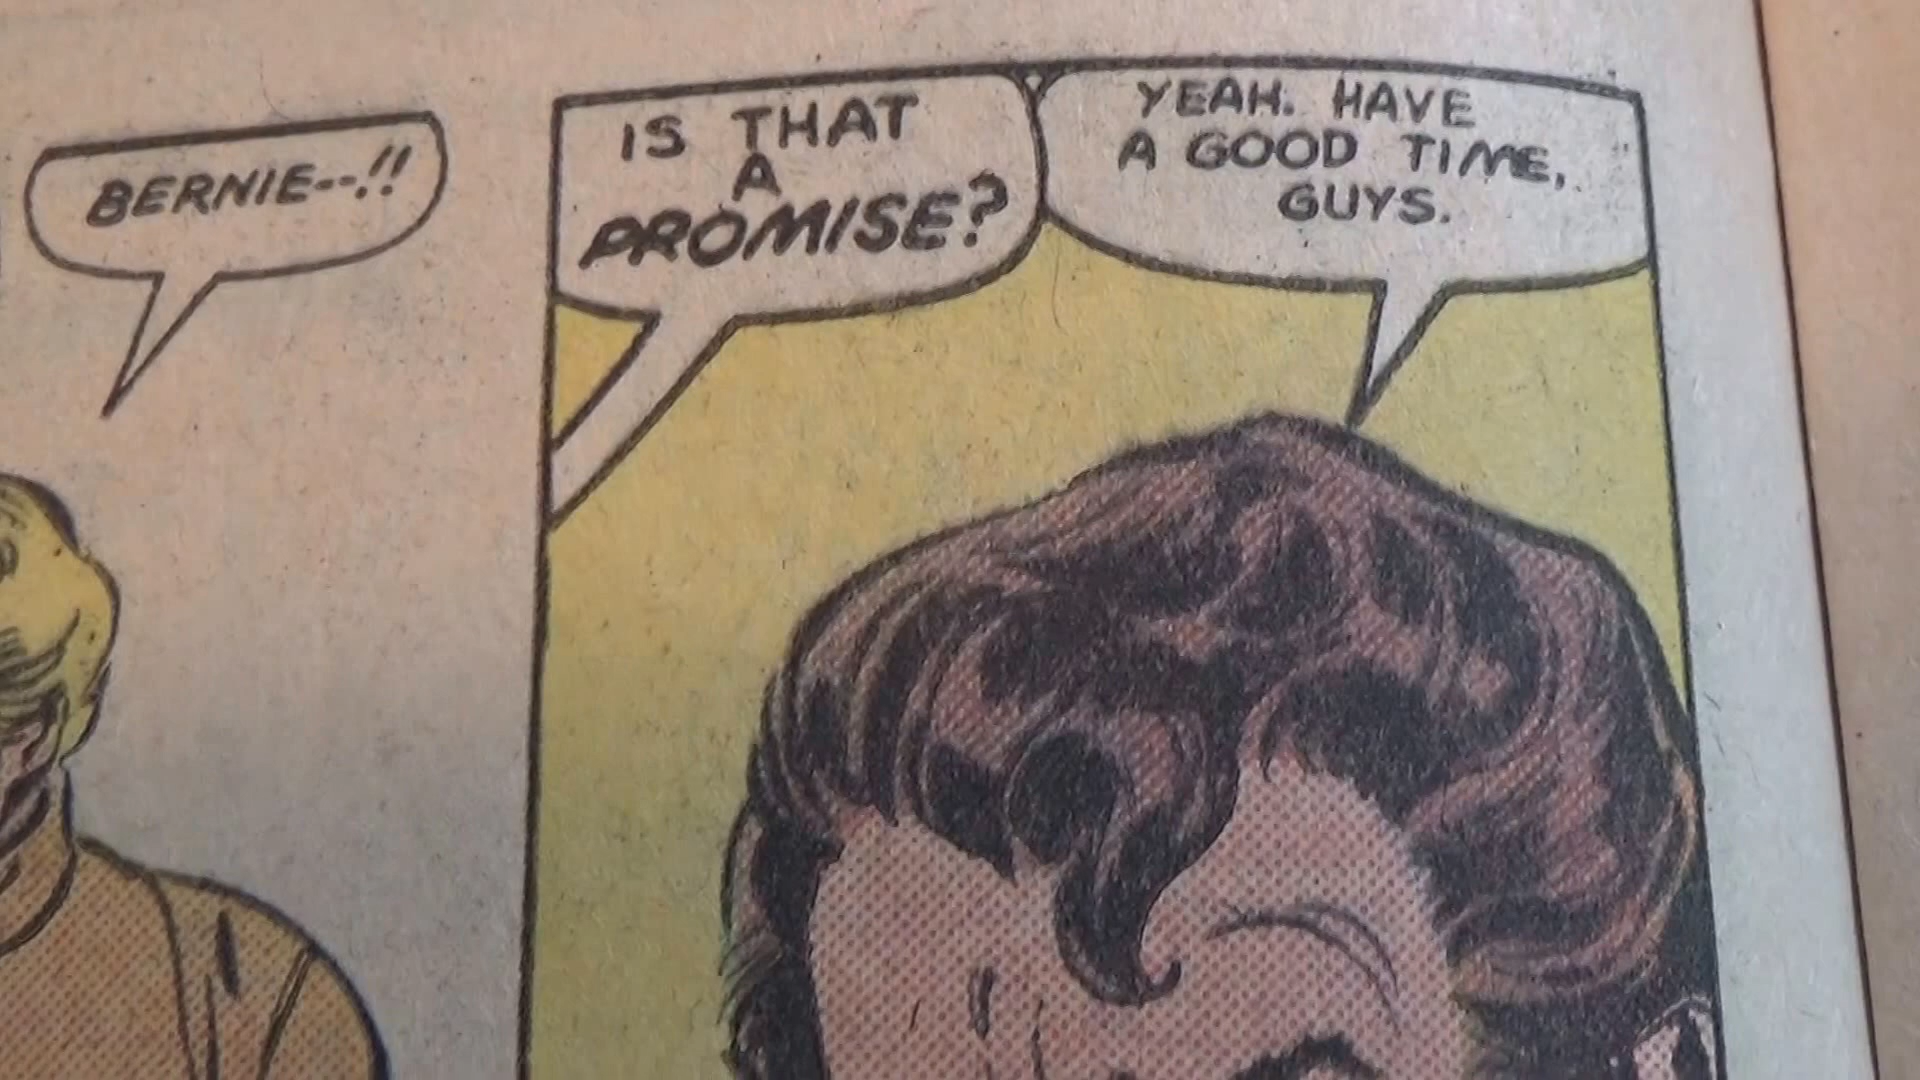 BERNIE--!!
IS THAT
A
PROMISE?
YEAH. HAVE
A GOOD TIME,
GUYS.